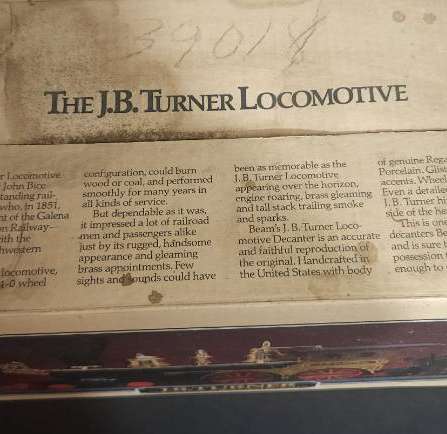 39018
THE J.B. TURNER LOCOMOTIVE
r Locomotive
John Bice
tanding rail-
who, in 1851,
nt of the Galena
n Railway—
ith the
hwestern
locomotive,
4-0 wheel
configuration, could burn
wood or coal, and performed
smoothly for many years in
all kinds of service.
But dependable as it was,
it impressed a lot of railroad
men and passengers alike
just by its rugged, handsome
appearance and gleaming
brass appointments. Few
sights and sounds could have
been as memorable as the
J.B. Turner Locomotive
appearing over the horizon,
engine roaring, brass gleaming
and tall stack trailing smoke
and sparks.
Beam's J.B. Turner Loco-
motive Decanter is an accurate
and faithful reproduction of
the original. Handcrafted in
the United States with body
of genuine Rega
Porcelain. Glist
accents. Wheel
Even a detailed
J.B. Turner hi
side of the ha
This is on
decanters Be
and is sure t
possession
enough to
J.B. TURNER